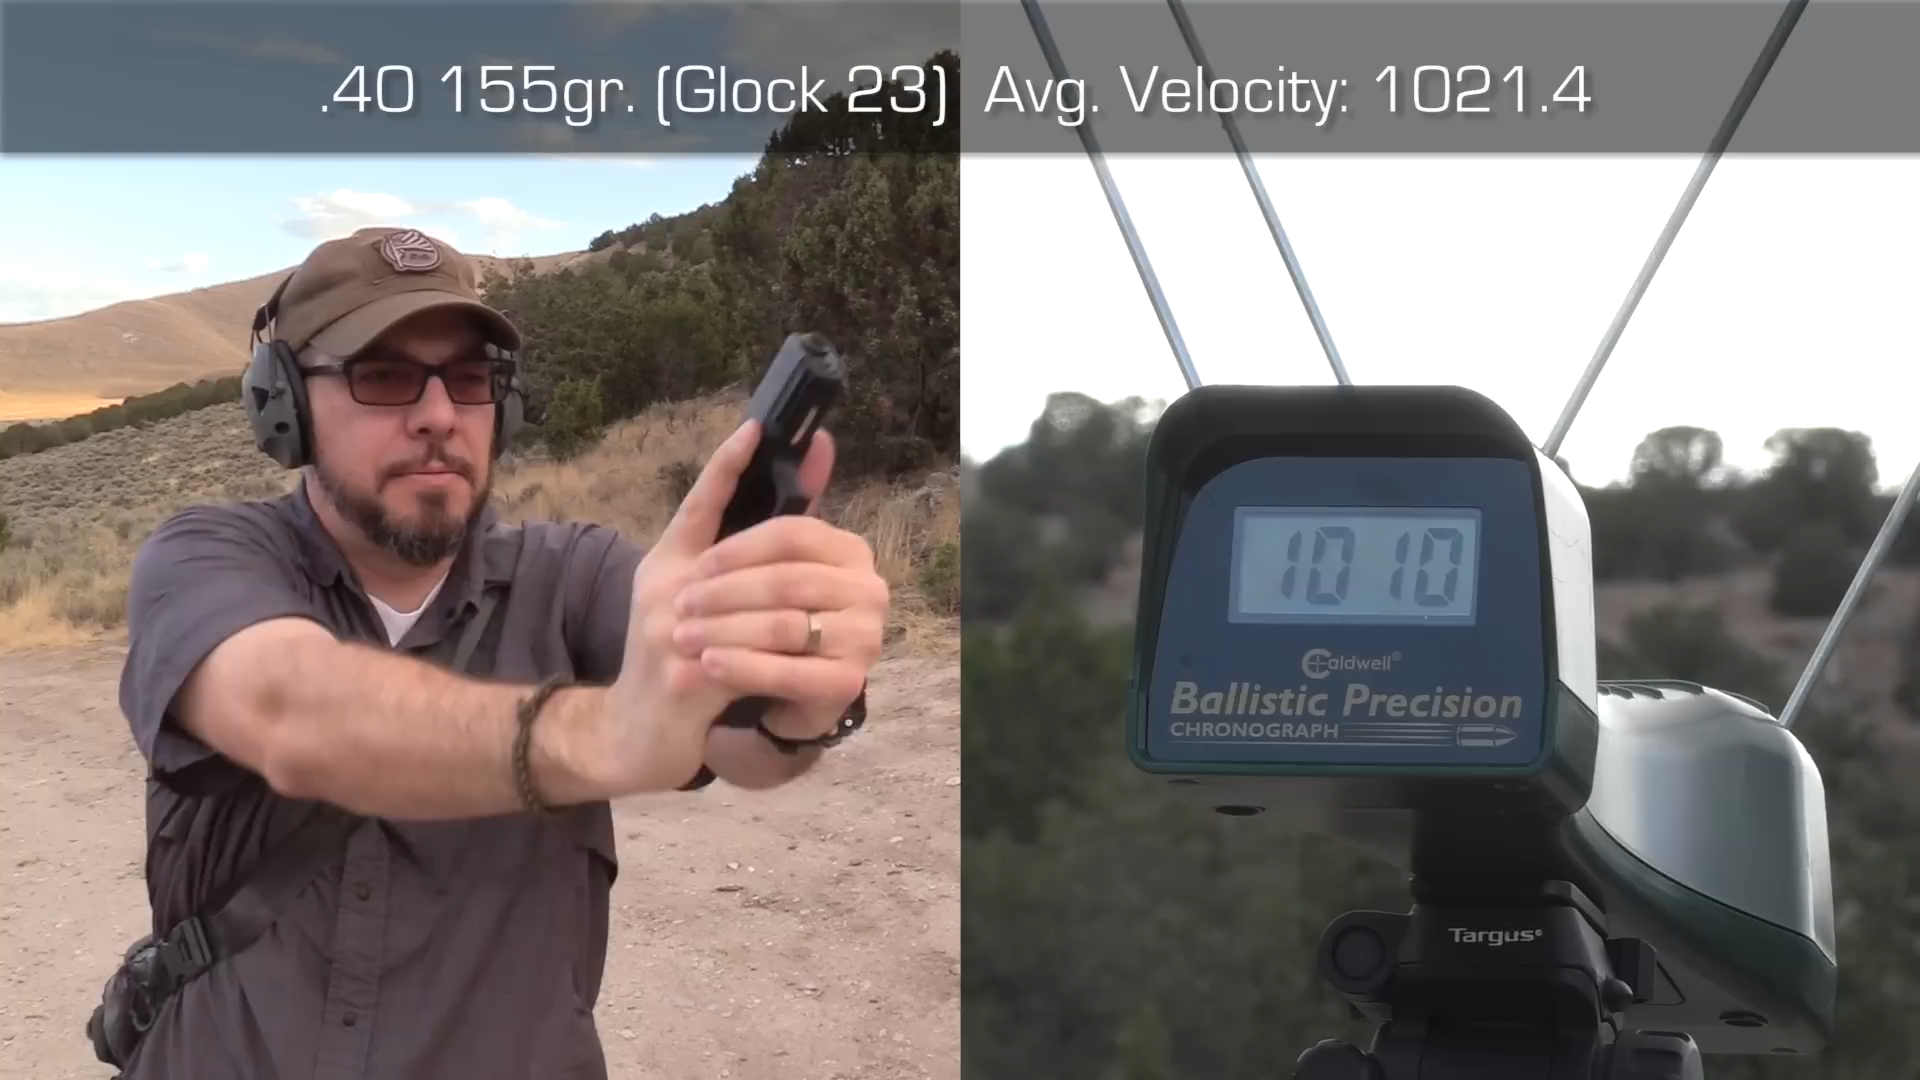 .40 155gr. (Glock 23) Avg. Velocity: 1021.4
1010
Caldwell®
Ballistic Precision
CHRONOGRAPH
Targus®